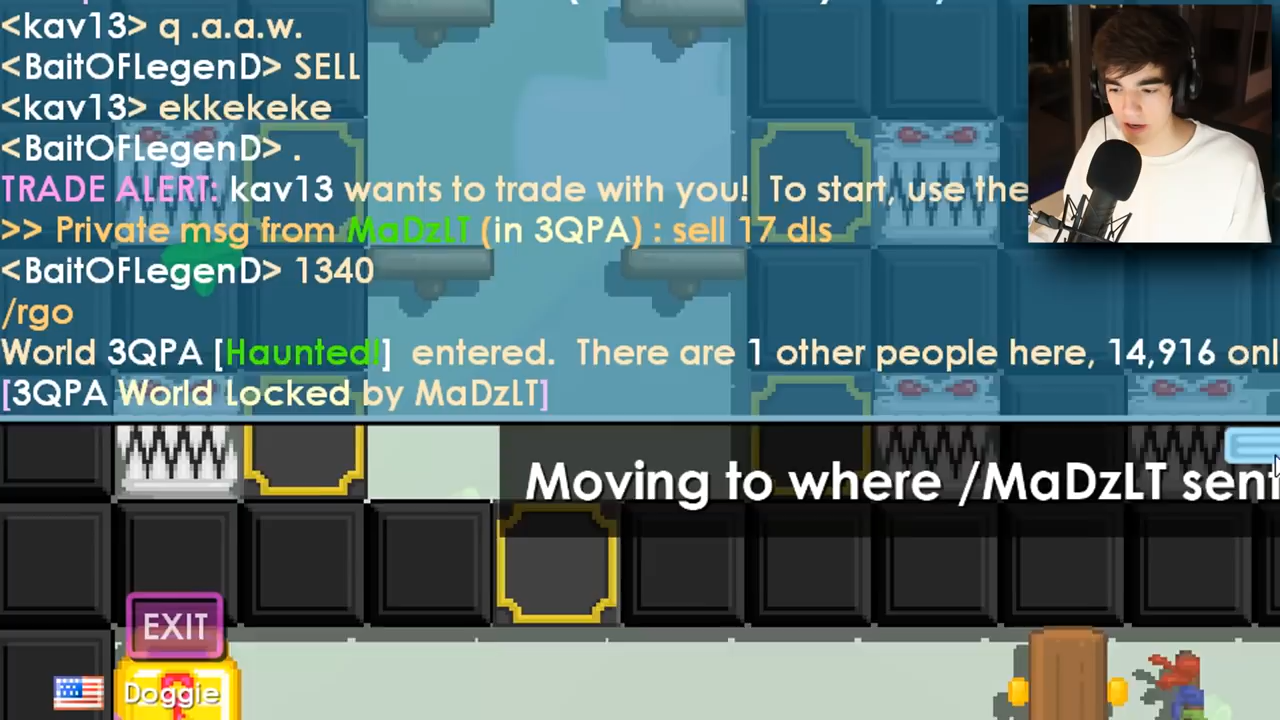 <kav13> q .a.a.w.
<BaitOFLegenD> SELL
<kav13> ekkekeke
<BaitOFLegenD> .
TRADE ALERT: kav13 wants to trade with you! To start, use the
>> Private msg from MaDzLT (in 3QPA) : sell 17 dls
<BaitOFLegenD> 1340
/rgo
World 3QPA [Haunted!] entered. There are 1 other people here, 14,916 onl
[3QPA World Locked by MaDzLT]
Moving to where /MaDzLT sent
EXIT
Doggie